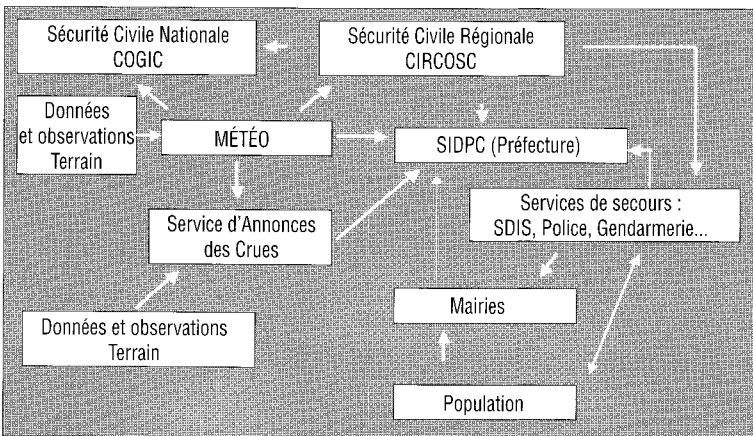 Sécurité Civile Nationale
COGIC
Sécurité Civile Régionale
CIRCOSC
Données
et observations
Terrain
MÉTÉO
SIDPC (Préfecture)
Service d'Annonces
des Crues
Services de secours :
SDIS, Police, Gendarmerie...
Données et observations
Terrain
Mairies
Population